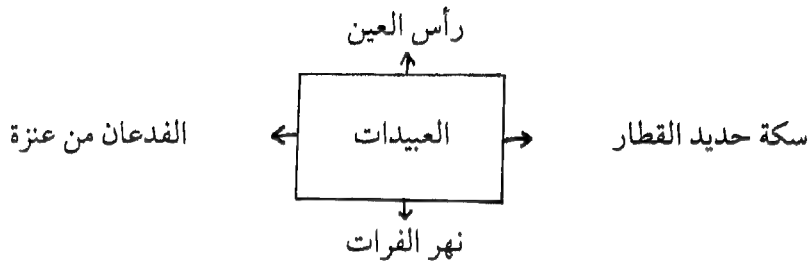 رأس العين
سكة حديد القطار
العبيدات
الفدعان من عنزة
نهر الفرات